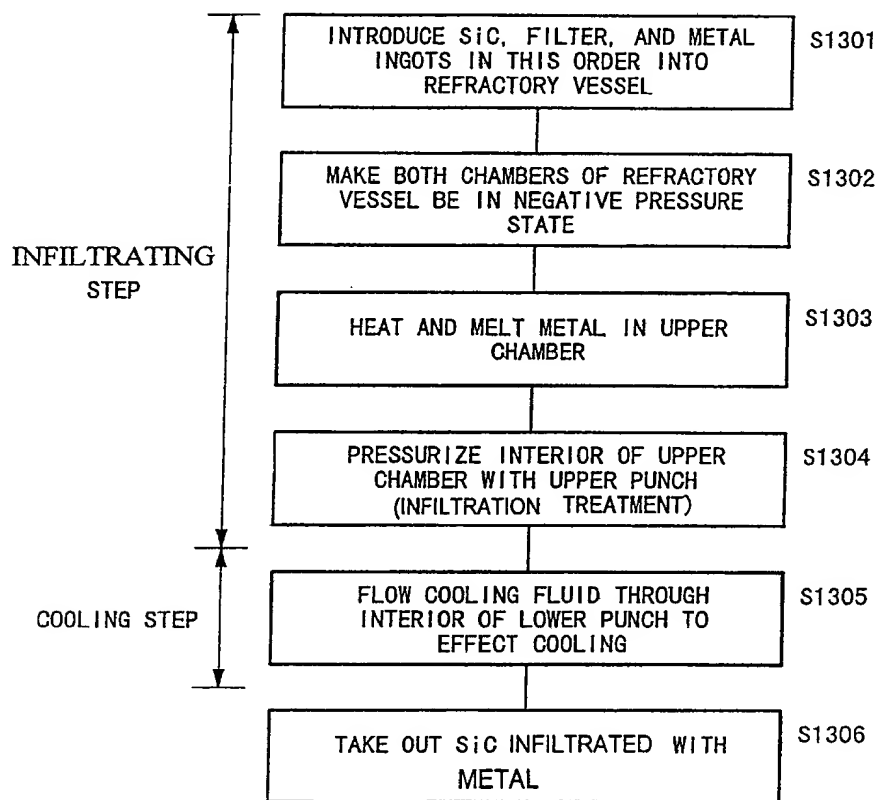 INTRODUCE SiC, FILTER, AND METAL
INGOTS IN THIS ORDER INTO
REFRACTORY VESSEL
S1301
MAKE BOTH CHAMBERS OF REFRACTORY
VESSEL BE IN NEGATIVE PRESSURE
STATE
S1302
INFILTRATING
STEP
HEAT AND MELT METAL IN UPPER
CHAMBER
S1303
PRESSURIZE INTERIOR OF UPPER
CHAMBER WITH UPPER PUNCH
(INFILTRATION TREATMENT)
S1304
COOLING STEP
FLOW COOLING FLUID THROUGH
INTERIOR OF LOWER PUNCH TO
EFFECT COOLING
S1305
TAKE OUT SiC INFILTRATED WITH
METAL
S1306